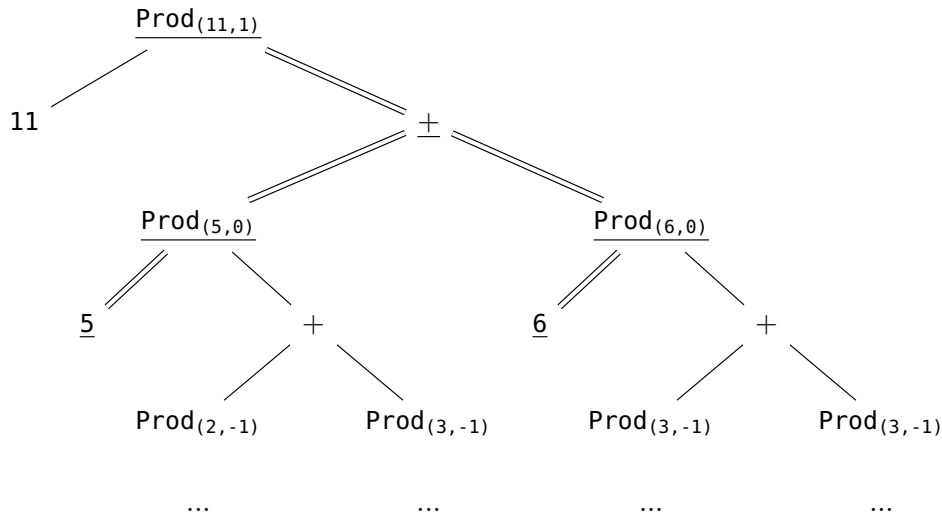 Prod(11,1)
11
+
Prod(5,0)
Prod(6,0)
5
+
6
+
Prod(2,-1)
Prod(3,-1)
Prod(3,-1)
Prod(3,-1)
...
...
...
...